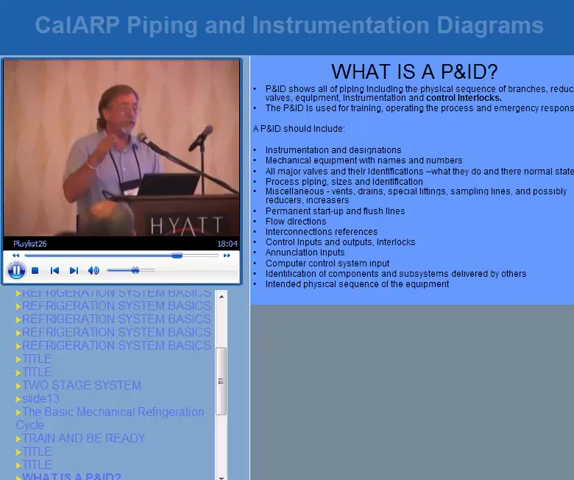 CalARP Piping and Instrumentation Diagrams
WHAT IS A P&ID?
• P&ID shows all of piping including the physical sequence of branches, reduc
valves, equipment, Instrumentation and control Interlocks.
• The P&ID is used for training, operating the process and emergency respons
A P&ID should Include:
• Instrumentation and designations
• Mechanical equipment with names and numbers
• All major valves and their Identifications –what they do and there normal state
• Process piping, sizes and Identification
• Miscellaneous - vents, drains, special fittings, sampling lines, and possibly
reducers, increasers
• Permanent start-up and flush lines
• Flow directions
• Interconnections references
• Control Inputs and outputs, Interlocks
• Annunciation inputs
• Computer control system input
• Identification of components and subsystems delivered by others
• Intended physical sequence of the equipment
HYATT
Playlist26 18:04
REFRIGERATION SYSTEM BASICS
REFRIGERATION SYSTEM BASICS
REFRIGERATION SYSTEM BASICS
REFRIGERATION SYSTEM BASICS
REFRIGERATION SYSTEM BASICS
TITLE
TITLE
TWO STAGE SYSTEM
slide13
The Basic Mechanical Refrigeration
Cycle
TRAIN AND BE READY
TITLE
TITLE
WHAT IS A P&ID?